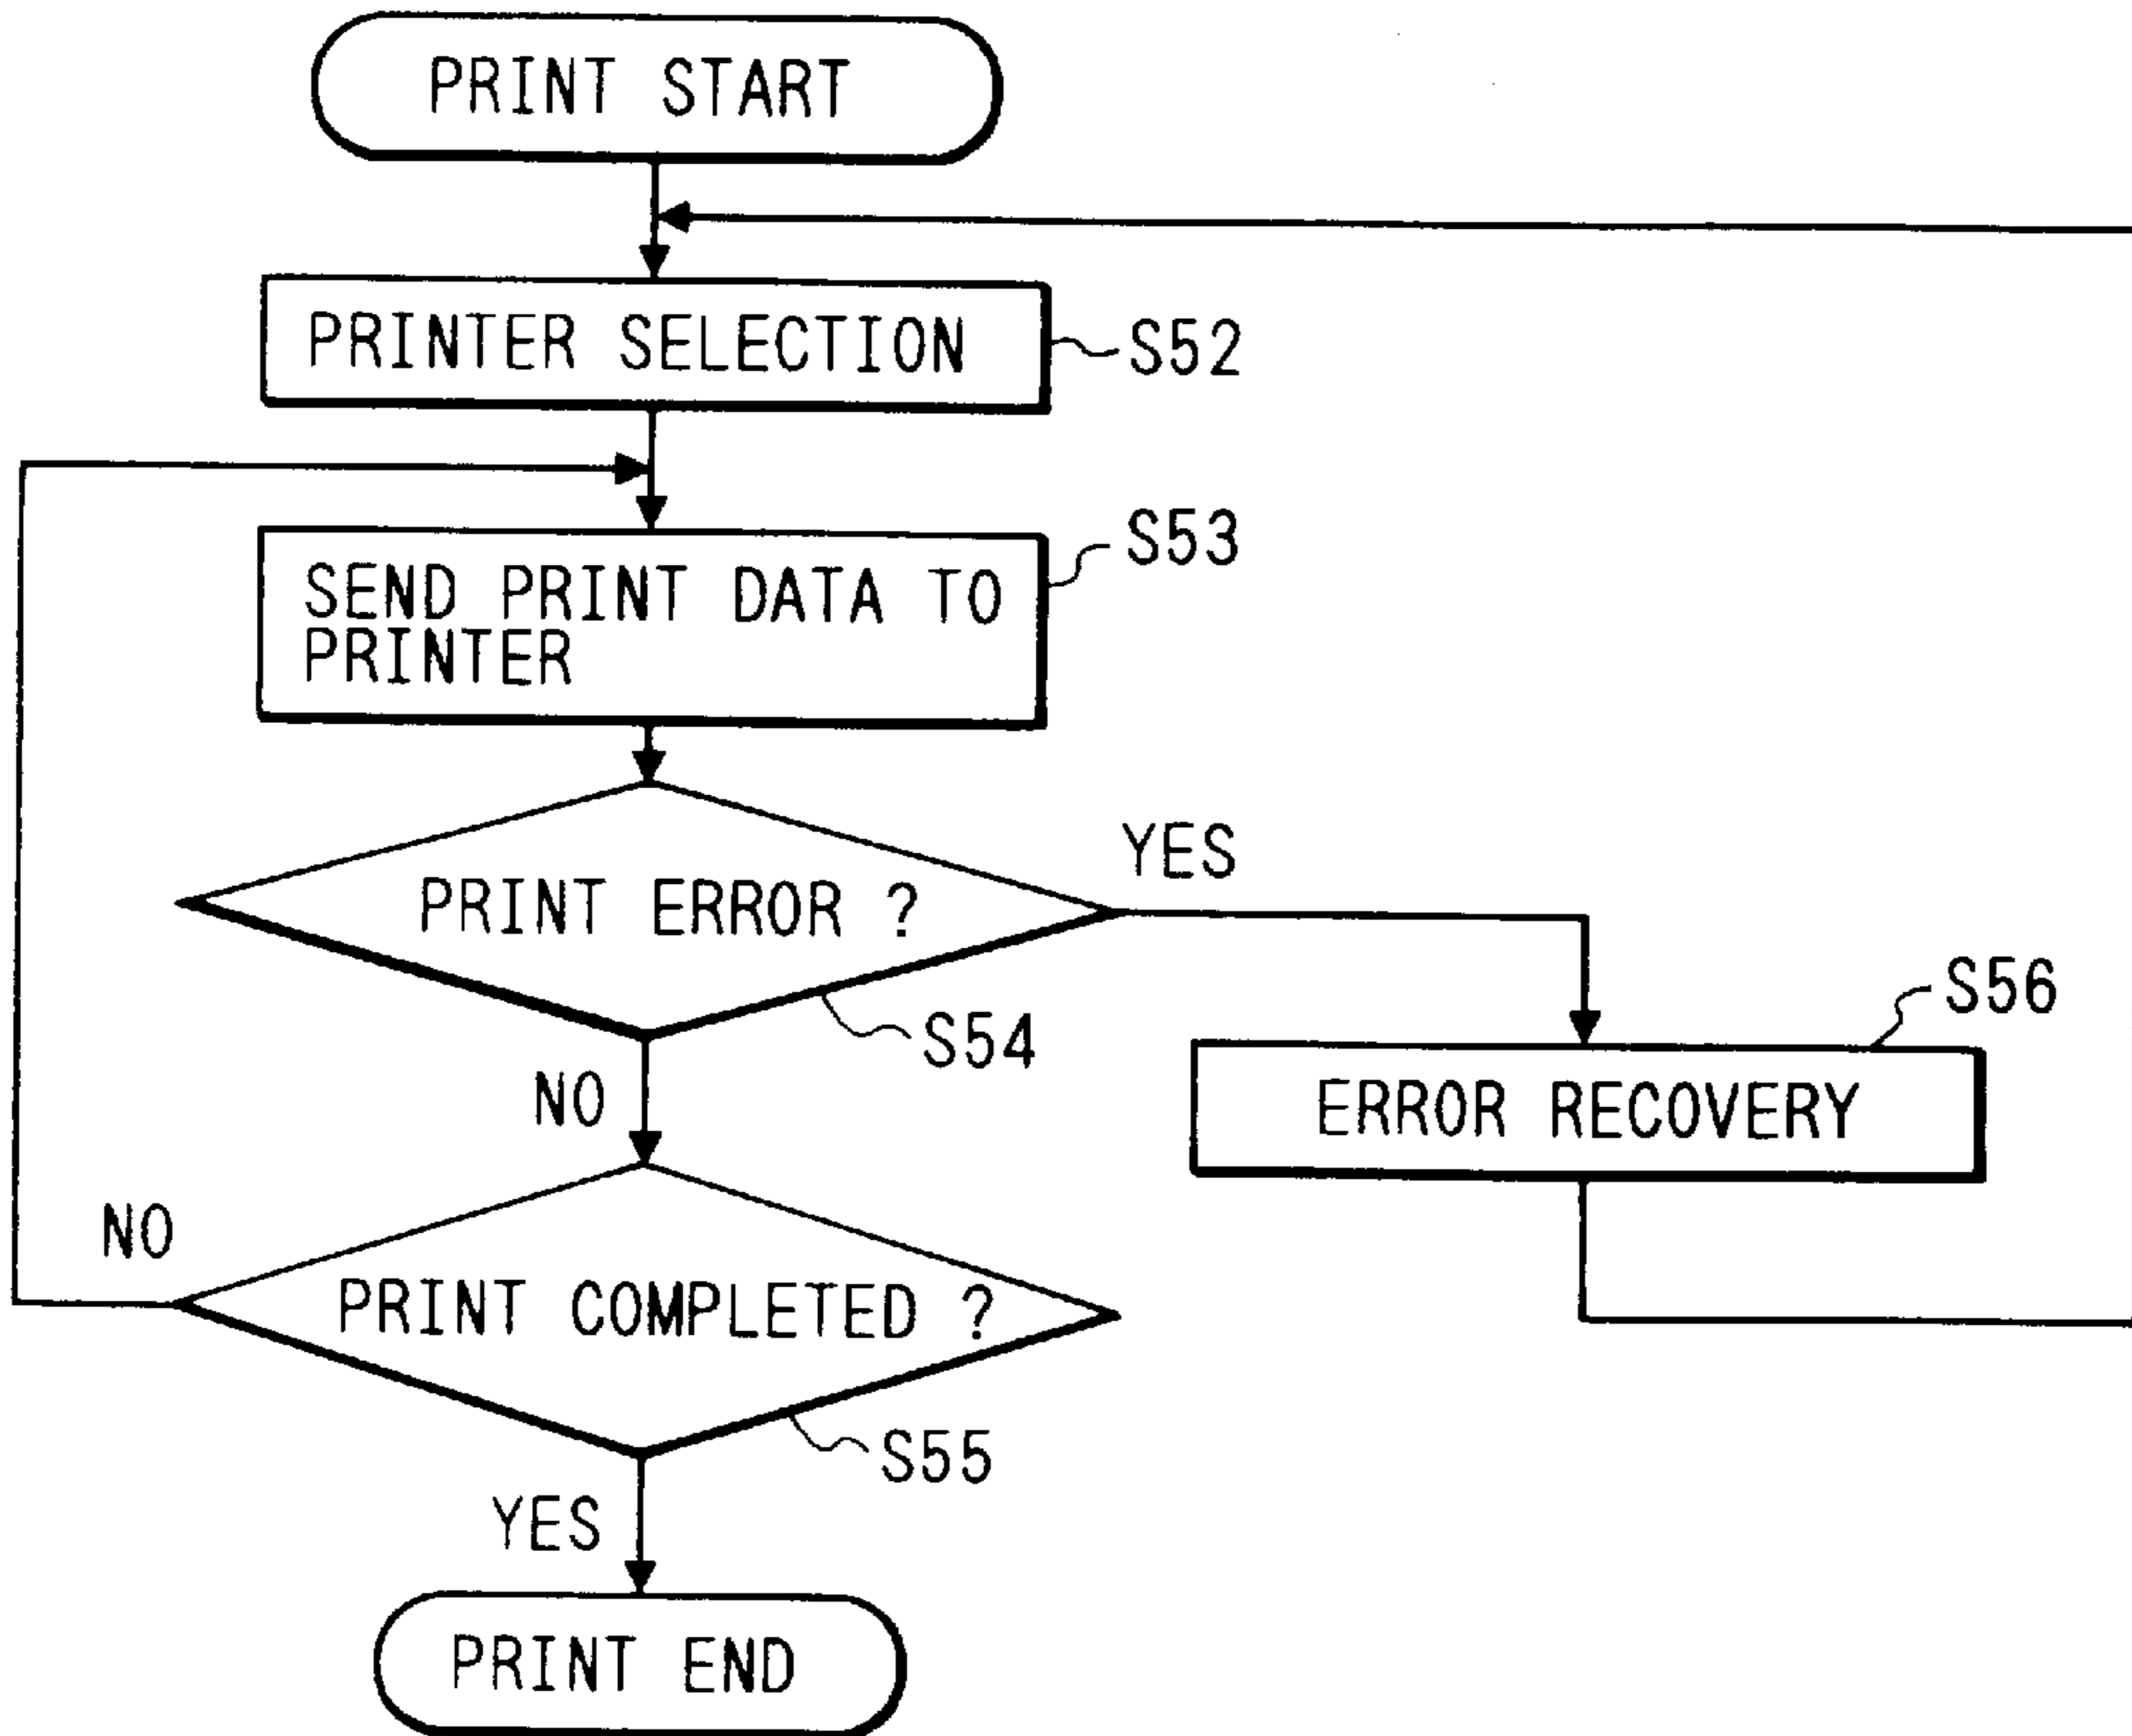 PRINT START
PRINTER SELECTION
S52
S53
SEND PRINT DATA TO
PRINTER
YES
PRINT ERROR ?
S56
S54
NO
ERROR RECOVERY
NO
PRINT COMPLETED ?
S55
YES
PRINT END